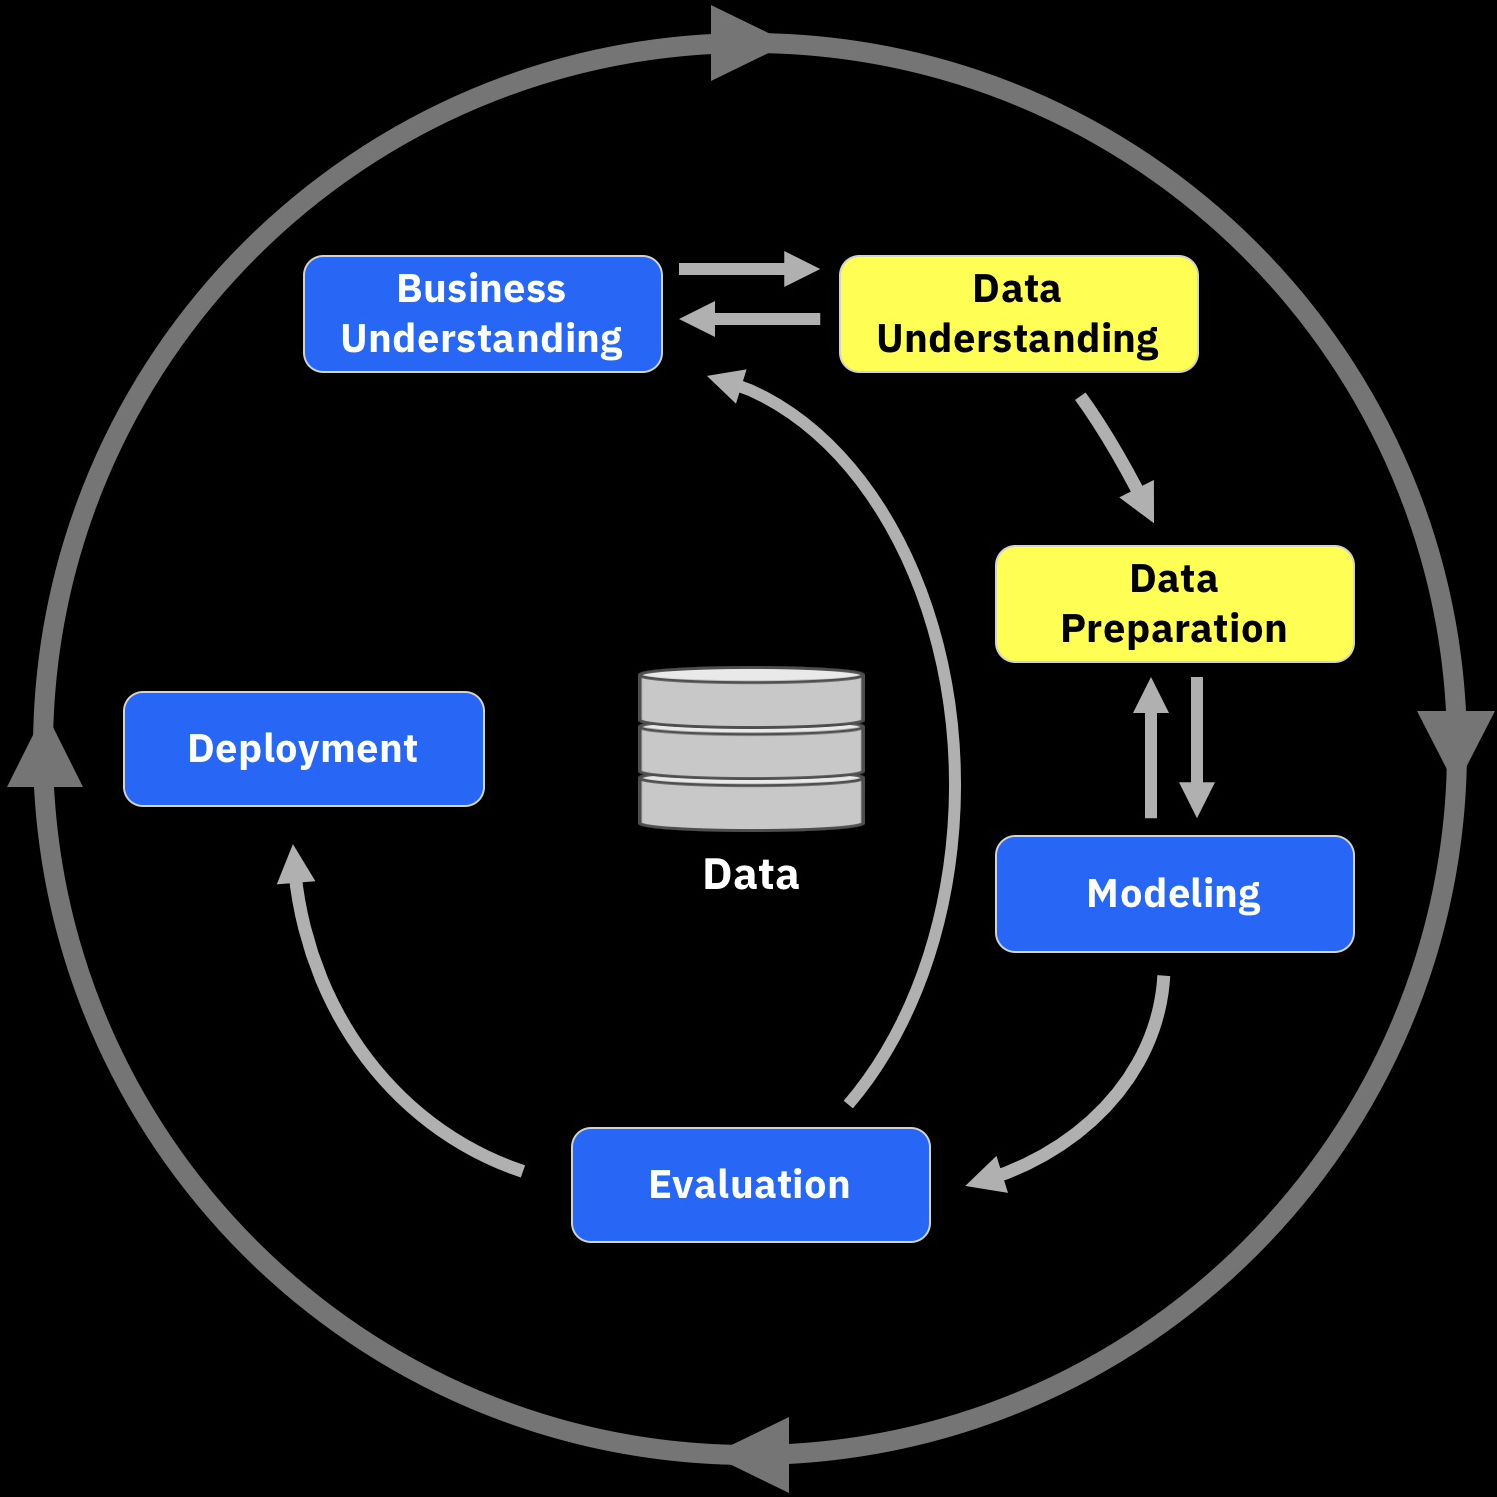 Business
Understanding
Data
Understanding
Data
Preparation
Deployment
Data
Modeling
Evaluation